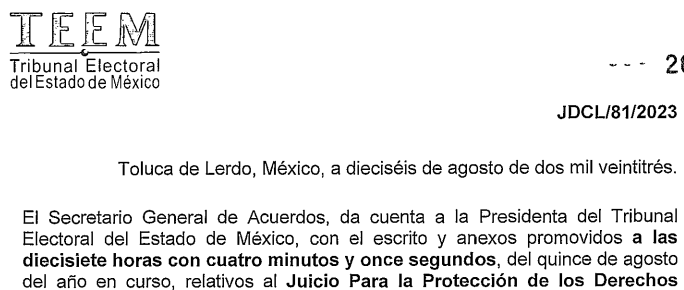 TEEM
Tribunal Electoral
del Estado de México
JDCL/81/2023
Toluca de Lerdo, México, a dieciséis de agosto de dos mil veintitrés.
El Secretario General de Acuerdos, da cuenta a la Presidenta del Tribunal
Electoral del Estado de México, con el escrito y anexos promovidos a las
diecisiete horas con cuatro minutos y once segundos, del quince de agosto
del año en curso, relativos al Juicio Para la Protección de los Derechos